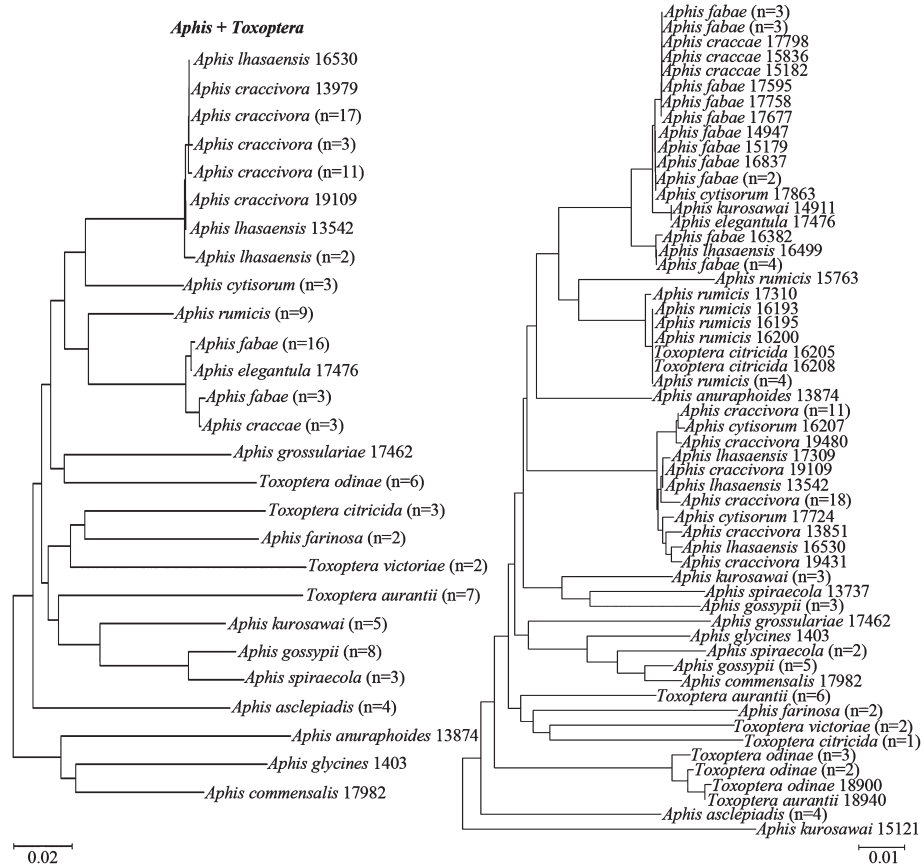 Aphis + Toxoptera
Aphis lhasaensis 16530
Aphis craccivora 13979
Aphis craccivora (n=17)
Aphis craccivora (n=3)
Aphis craccivora (n=11)
Aphis craccivora 19109
Aphis lhasaensis 13542
Aphis lhasaensis (n=2)
Aphis cytisorum (n=3)
Aphis rumicis (n=9)
Aphis fabae (n=16)
Aphis elegantula 17476
Aphis fabae (n=3)
Aphis craccae (n=3)
Aphis grossulariae 17462
Toxoptera odinae (n=6)
Toxoptera citricida (n=3)
Aphis farinosa (n=2)
Toxoptera victoriae (n=2)
Toxoptera aurantii (n=7)
Aphis kurosawai (n=5)
Aphis gossypii (n=8)
Aphis spiraecola (n=3)
Aphis asclepiadis (n=4)
Aphis anuraphoides 13874
Aphis glycines 1403
Aphis commensalis 17982
0.02
Aphis fabae (n=3)
Aphis fabae (n=3)
Aphis craccae 17798
Aphis craccae 15836
Aphis craccae 15182
Aphis fabae 17595
Aphis fabae 17758
Aphis fabae 17677
Aphis fabae 14947
Aphis fabae 15179
Aphis fabae 16837
Aphis fabae (n=2)
Aphis cytisorum 17863
Aphis kurosawai 14911
Aphis elegantula 17476
Aphis fabae 16382
Aphis lhasaensis 16499
Aphis fabae (n=4)
Aphis rumicis 15763
Aphis rumicis 17310
Aphis rumicis 16193
Aphis rumicis 16195
Aphis rumicis 16200
Toxoptera citricida 16205
Toxoptera citricida 16208
Aphis rumicis (n=4)
Aphis anuraphoides 13874
Aphis craccivora (n=11)
Aphis cytisorum 16207
Aphis craccivora 19480
Aphis lhasaensis 17309
Aphis craccivora 19109
Aphis lhasaensis 13542
Aphis craccivora (n=18)
Aphis cytisorum 17724
Aphis craccivora 13851
Aphis lhasaensis 16530
Aphis craccivora 19431
Aphis kurosawai (n=3)
Aphis spiraecola 13737
Aphis gossypii (n=3)
Aphis grossulariae 17462
Aphis glycines 1403
Aphis spiraecola (n=2)
Aphis gossypii (n=5)
Aphis commensalis 17982
Toxoptera aurantii (n=6)
Aphis farinosa (n=2)
Toxoptera victoriae (n=2)
Toxoptera citricida (n=1)
Toxoptera odinae (n=3)
Toxoptera odinae (n=2)
Toxoptera odinae 18900
Toxoptera aurantii 18940
Aphis asclepiadis (n=4)
Aphis kurosawai 15121
0.01